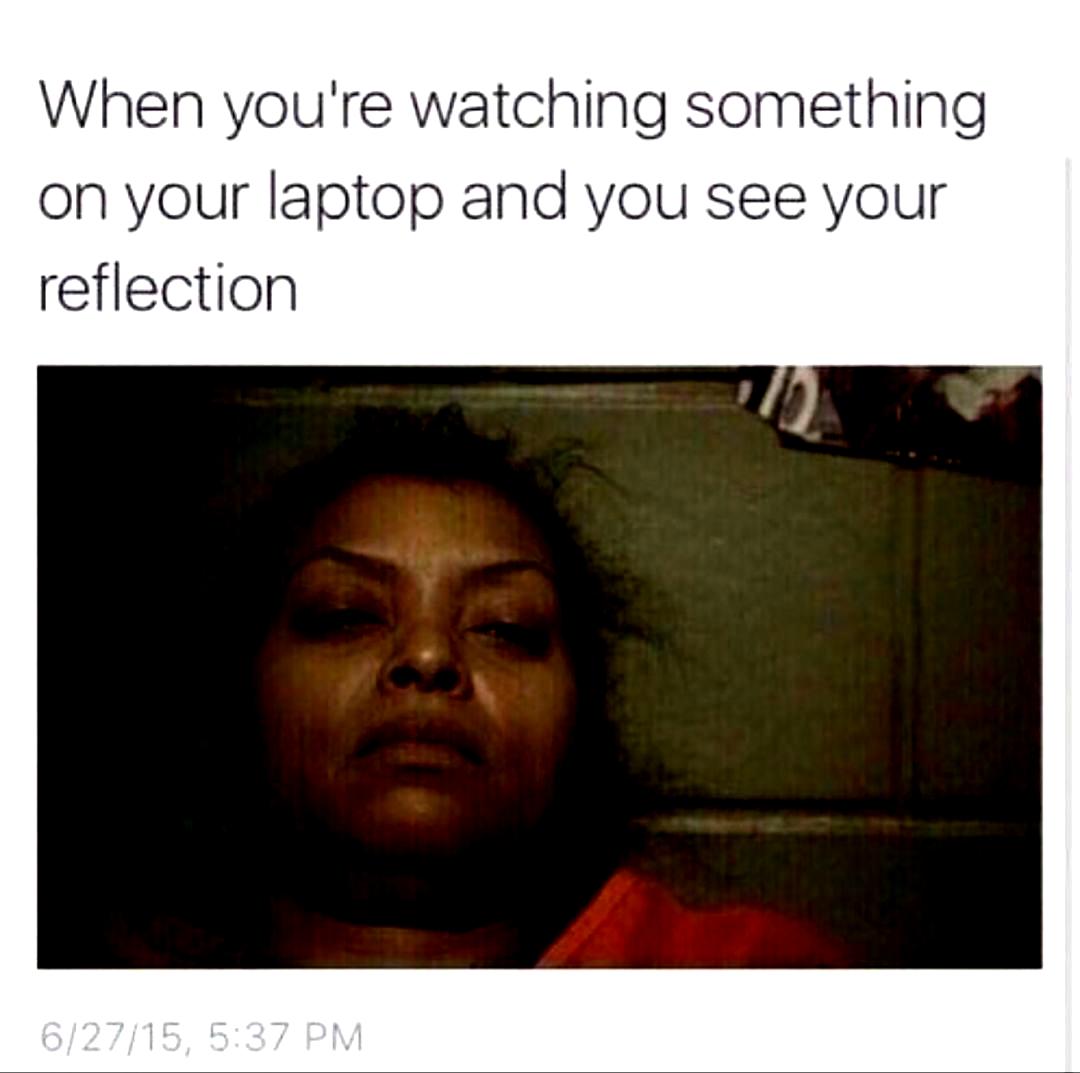 When you're watching something
on your laptop and you see your
reflection
6/27/15, 5:37 PM